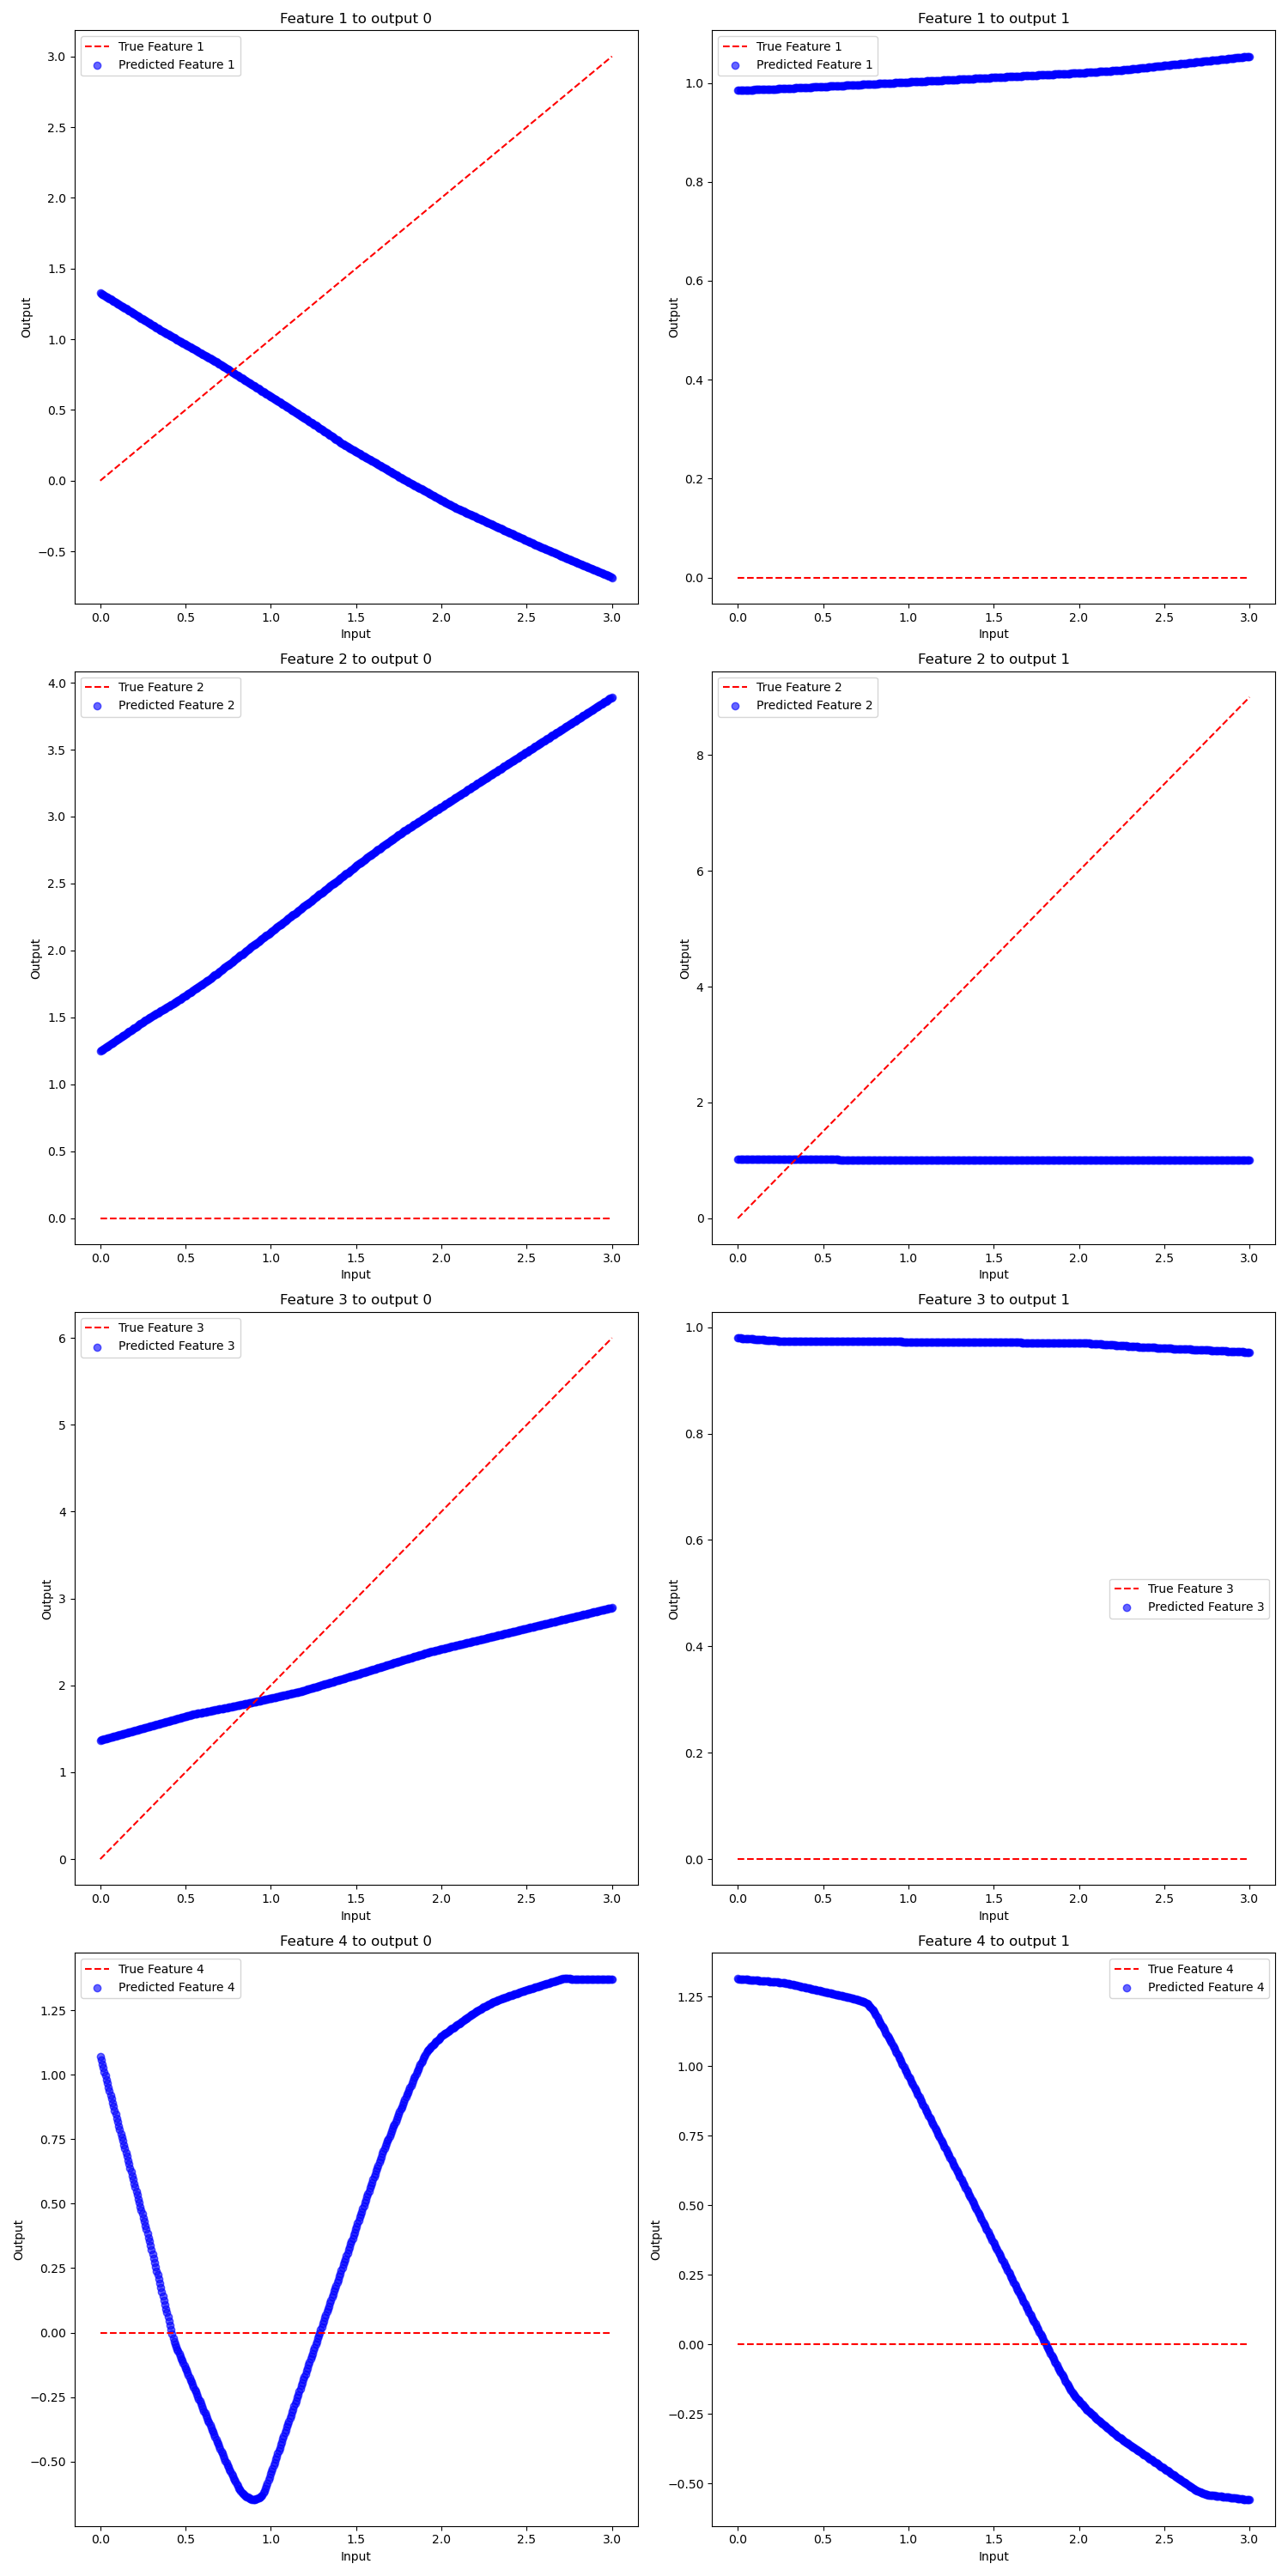 Feature 1 to output 0
True Feature 1
Predicted Feature 1
3.0
2.5
2.0
1.5
1.0
0.5
0.0
−0.5
Output
0.0 0.5 1.0 1.5 2.0 2.5 3.0
Input
Feature 1 to output 1
True Feature 1
Predicted Feature 1
1.0
0.8
0.6
0.4
0.2
0.0
Output
0.0 0.5 1.0 1.5 2.0 2.5 3.0
Input
Feature 2 to output 0
True Feature 2
Predicted Feature 2
4.0
3.5
3.0
2.5
2.0
1.5
1.0
0.5
0.0
Output
0.0 0.5 1.0 1.5 2.0 2.5 3.0
Input
Feature 2 to output 1
True Feature 2
Predicted Feature 2
8
6
4
2
0
Output
0.0 0.5 1.0 1.5 2.0 2.5 3.0
Input
Feature 3 to output 0
True Feature 3
Predicted Feature 3
6
5
4
3
2
1
0
Output
0.0 0.5 1.0 1.5 2.0 2.5 3.0
Input
Feature 3 to output 1
1.0
0.8
0.6
0.4
0.2
0.0
Output
True Feature 3
Predicted Feature 3
0.0 0.5 1.0 1.5 2.0 2.5 3.0
Input
Feature 4 to output 0
True Feature 4
Predicted Feature 4
1.25
1.00
0.75
0.50
0.25
0.00
−0.25
−0.50
Output
0.0 0.5 1.0 1.5 2.0 2.5 3.0
Input
Feature 4 to output 1
True Feature 4
Predicted Feature 4
1.25
1.00
0.75
0.50
0.25
0.00
−0.25
−0.50
Output
0.0 0.5 1.0 1.5 2.0 2.5 3.0
Input